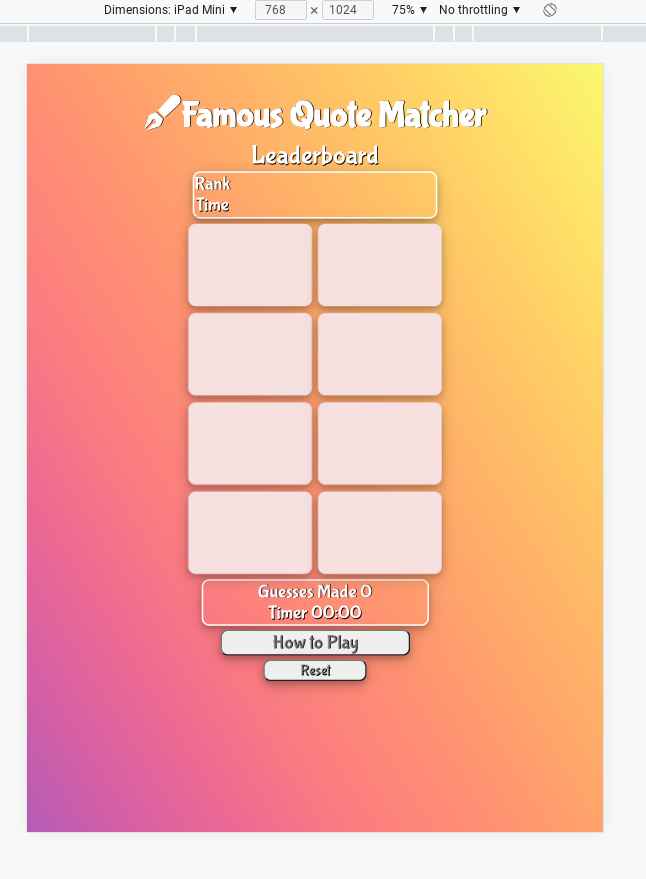 Dimensions: iPad Mini ▼ 768 × 1024 75% ▼ No throttling ▼
Famous Quote Matcher
Leaderboard
Rank
Time
Guesses Made 0
Timer 00:00
How to Play
Reset